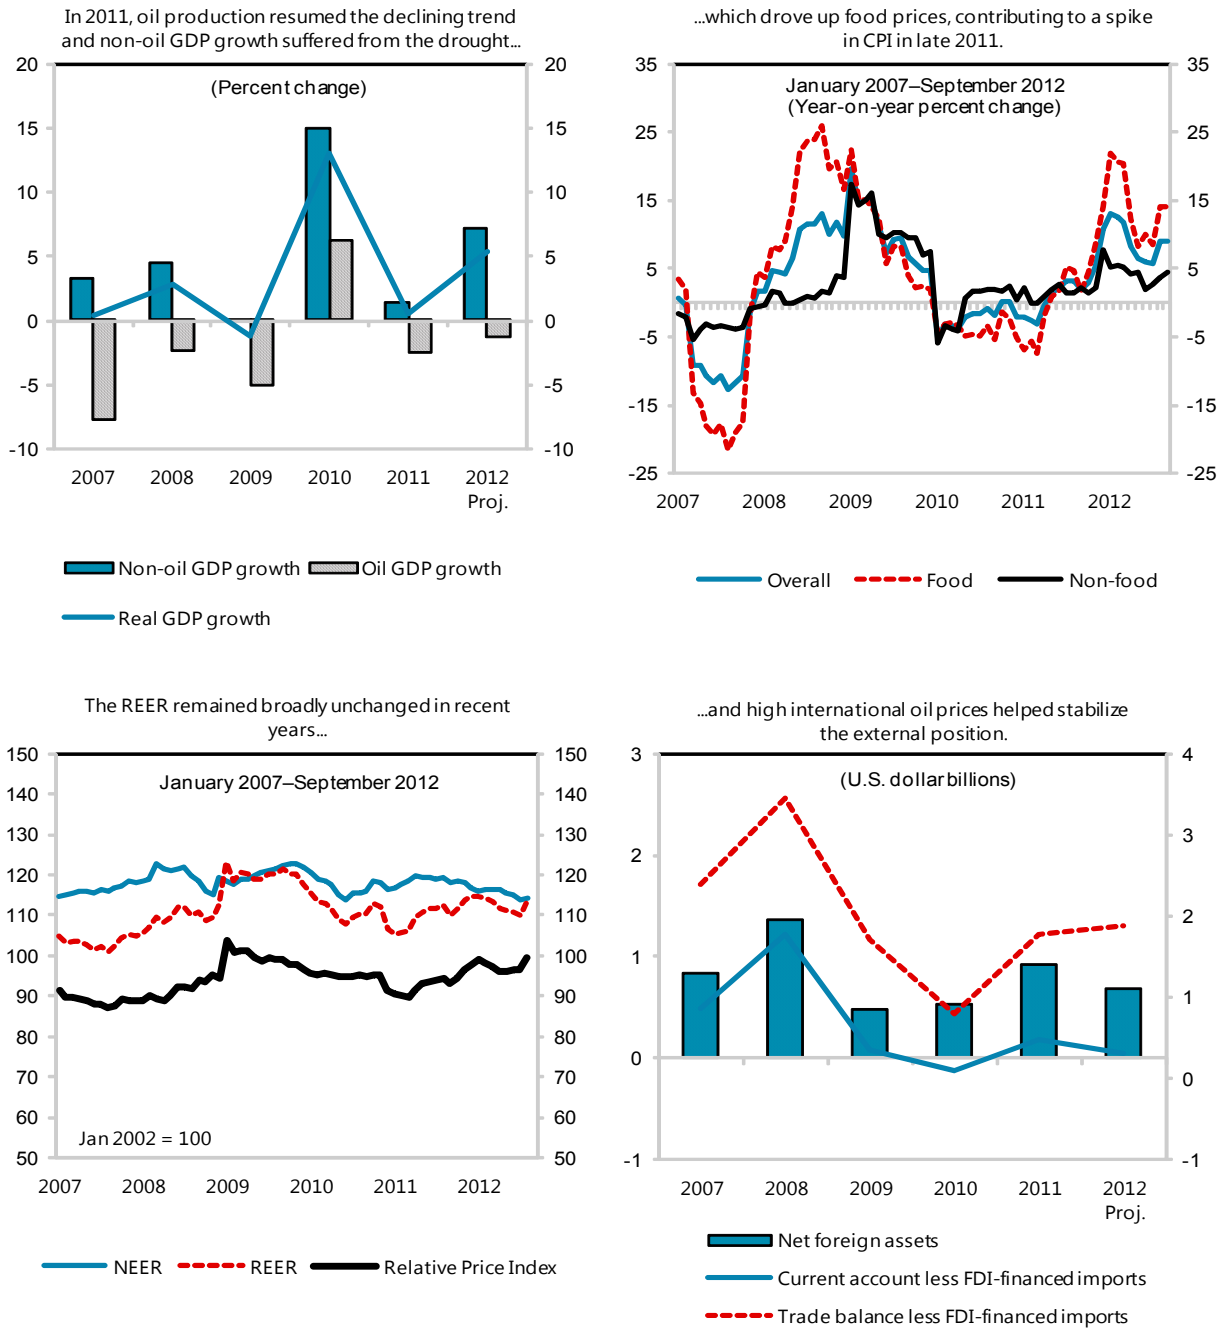 In 2011, oil production resumed the declining trend
and non-oil GDP growth suffered from the drought...
20
20
(Percent change)
15
15
10
10
5
5
0
0
-5
-5
-10
-10
2007 2008 2009 2010 2011 2012
Proj.
Non-oil GDP growth Oil GDP growth
Real GDP growth
...which drove up food prices, contributing to a spike
in CPI in late 2011.
35
35
January 2007–September 2012
(Year-on-year percent change)
25
25
15
15
5
5
-5
-5
-15
-15
-25
-25
2007 2008 2009 2010 2011 2012
Overall Food Non-food
The REER remained broadly unchanged in recent
years...
150
150
January 2007–September 2012
140
140
130
130
120
120
110
110
100
100
90
90
80
80
70
70
60
60
Jan 2002 = 100
50
50
2007 2008 2009 2010 2011 2012
NEER REER Relative Price Index
...and high international oil prices helped stabilize
the external position.
3
4
(U.S. dollar billions)
3
2
2
1
1
0
0
-1
-1
2007 2008 2009 2010 2011 2012
Proj.
Net foreign assets
Current account less FDI-financed imports
Trade balance less FDI-financed imports